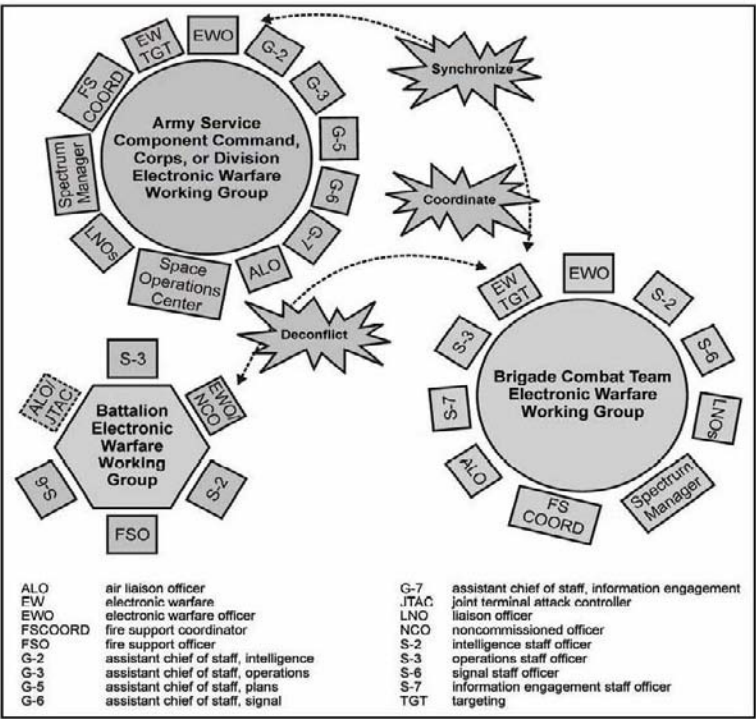 EWO
EW
TGT
FS
COORD
Spectrum
Manager
LNOs
Space
Operations
Center
ALO
G-7
G-6
G-5
G-3
G-2
Army Service
Component Command,
Corps, or Division
Electronic Warfare
Working Group
Synchronize
Coordinate
Deconflict
S-3
ALO/
JTAC
EWO/
NCO
S-6
S-2
FSO
Battalion
Electronic
Warfare
Working
Group
EW
TGT
EWO
S-2
S-6
LNOs
Spectrum
Manager
FS
COORD
ALO
S-7
S-3
Brigade Combat Team
Electronic Warfare
Working Group
ALO air liaison officer
EW electronic warfare
EWO electronic warfare officer
FSCOORD fire support coordinator
FSO fire support officer
G-2 assistant chief of staff, intelligence
G-3 assistant chief of staff, operations
G-5 assistant chief of staff, plans
G-6 assistant chief of staff, signal
G-7 assistant chief of staff, information engagement
JTAC joint terminal attack controller
LNO liaison officer
NCO noncommissioned officer
S-2 intelligence staff officer
S-3 operations staff officer
S-6 signal staff officer
S-7 information engagement staff officer
TGT targeting